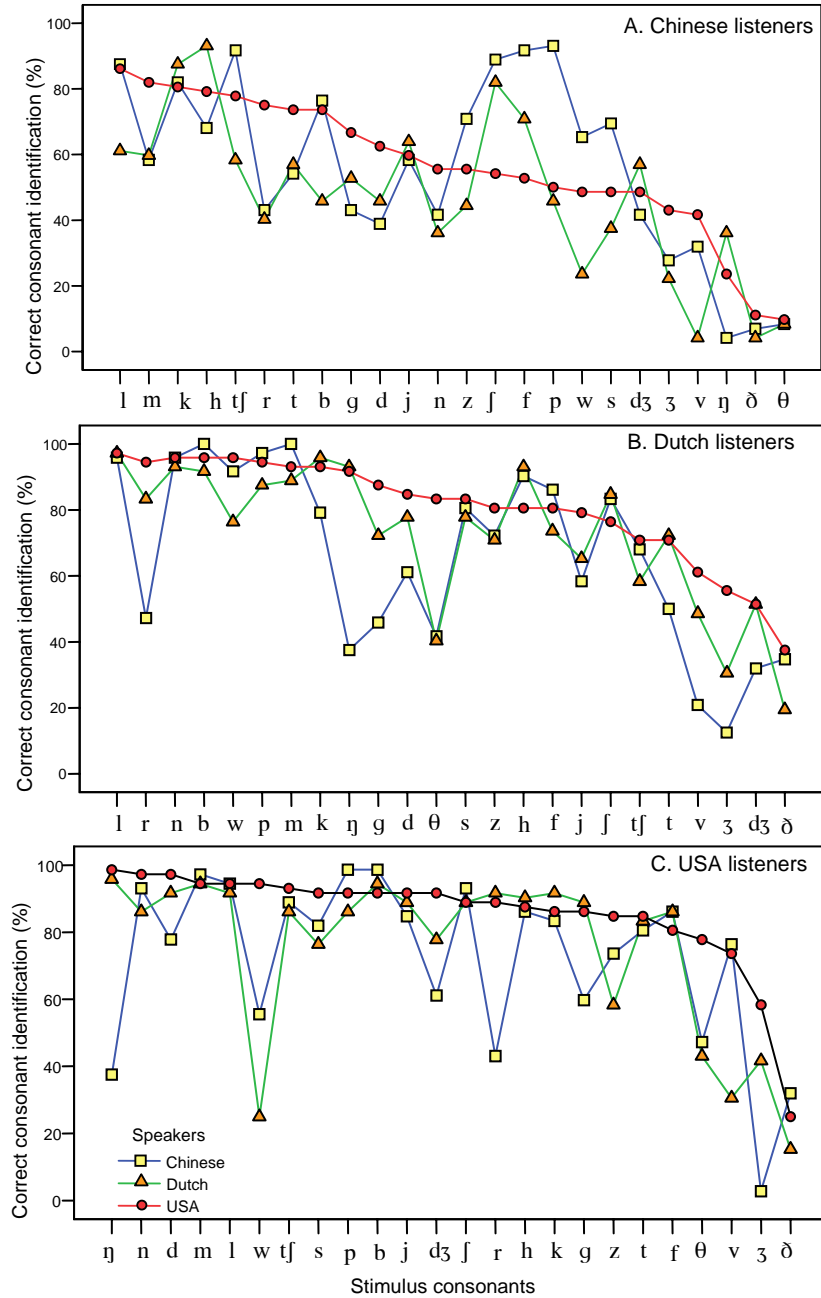 A. Chinese listeners
Correct consonant identification (%)
100
80
60
40
20
0
l m k h tʃ r t b ɡ d j n z ʃ f p w s dʒ ʒ v ŋ ð θ
B. Dutch listeners
Correct consonant identification (%)
100
80
60
40
20
0
l r n b w p m k ŋ ɡ d θ s z h f j ʃ tʃ t v ʒ dʒ ð
C. USA listeners
Correct consonant identification (%)
100
80
60
40
20
0
Speakers
Chinese
Dutch
USA
ŋ n d m l w tʃ s p b j dʒ ʃ r h k ɡ z t f θ v ʒ ð
Stimulus consonants